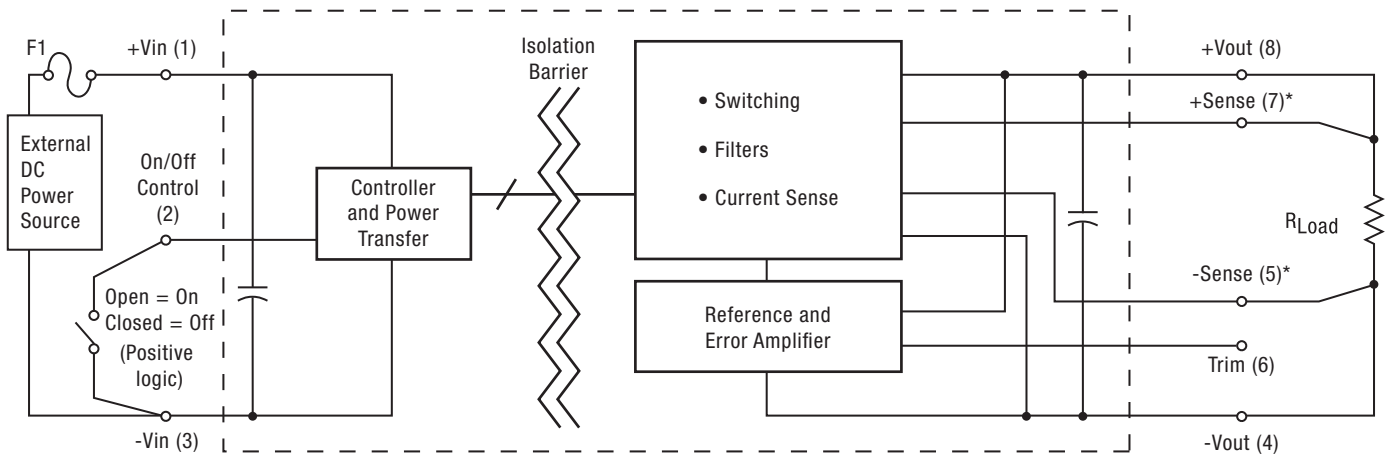 F1
+Vin (1)
External
DC
Power
Source
On/Off
Control
(2)
Open = On
Closed = Off
(Positive
logic)
-Vin (3)
Controller
and Power
Transfer
Isolation
Barrier
• Switching
• Filters
• Current Sense
Reference and
Error Amplifier
+Vout (8)
+Sense (7)*
RLoad
-Sense (5)*
Trim (6)
-Vout (4)